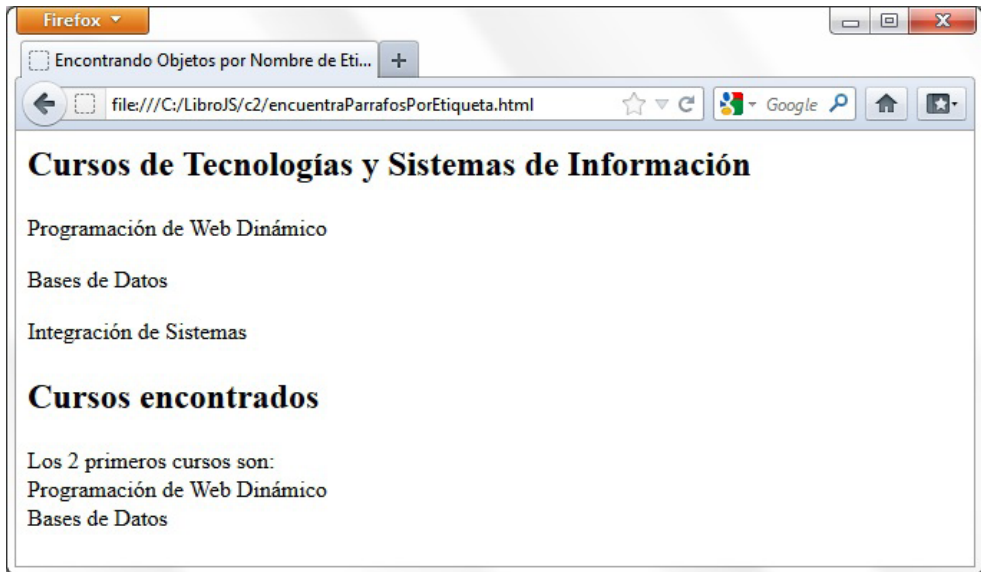 Firefox
Encontrando Objetos por Nombre de Eti...
file:///C:/LibroJS/c2/encuentraParrafosPorEtiqueta.html
Google
Cursos de Tecnologías y Sistemas de Información
Programación de Web Dinámico
Bases de Datos
Integración de Sistemas
Cursos encontrados
Los 2 primeros cursos son:
Programación de Web Dinámico
Bases de Datos